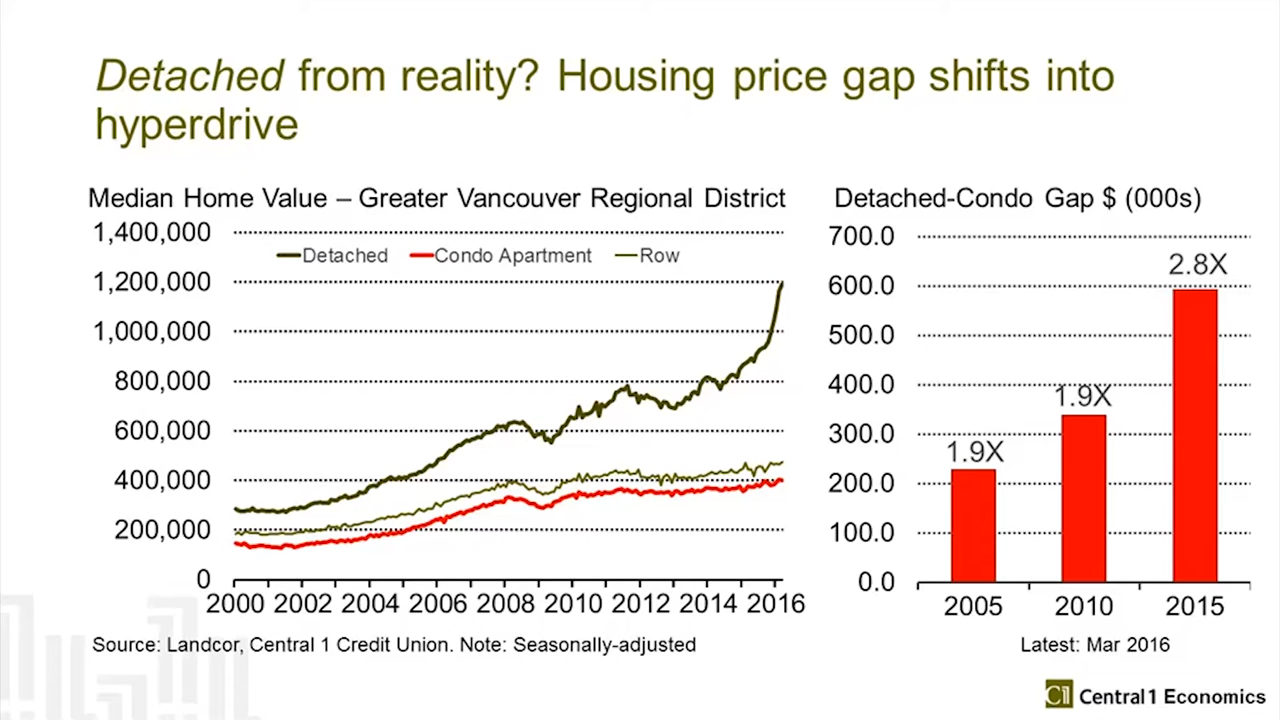 Detached from reality? Housing price gap shifts into
hyperdrive
Median Home Value – Greater Vancouver Regional District
1,400,000
1,200,000
1,000,000
800,000
600,000
400,000
200,000
0
Detached Condo Apartment Row
2000 2002 2004 2006 2008 2010 2012 2014 2016
Source: Landcor, Central 1 Credit Union. Note: Seasonally-adjusted
Detached-Condo Gap $ (000s)
700.0
600.0
500.0
400.0
300.0
200.0
100.0
0.0
1.9X
1.9X
2.8X
2005 2010 2015
Latest: Mar 2016
C1 Central 1 Economics